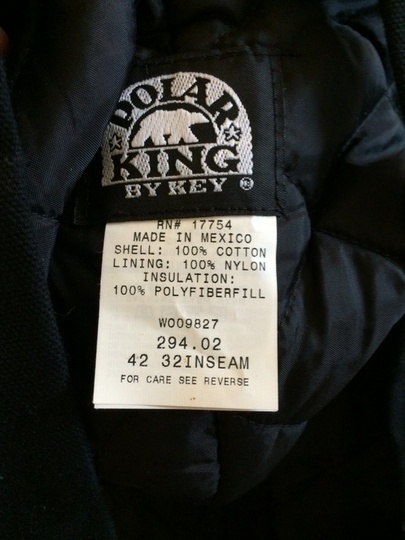 POLAR
KING
BY KEY ®
RN# 17754
MADE IN MEXICO
SHELL: 100% COTTON
LINING: 100% NYLON
INSULATION:
100% POLYFIBERFILL
WO09827
294.02
42 32INSEAM
FOR CARE SEE REVERSE